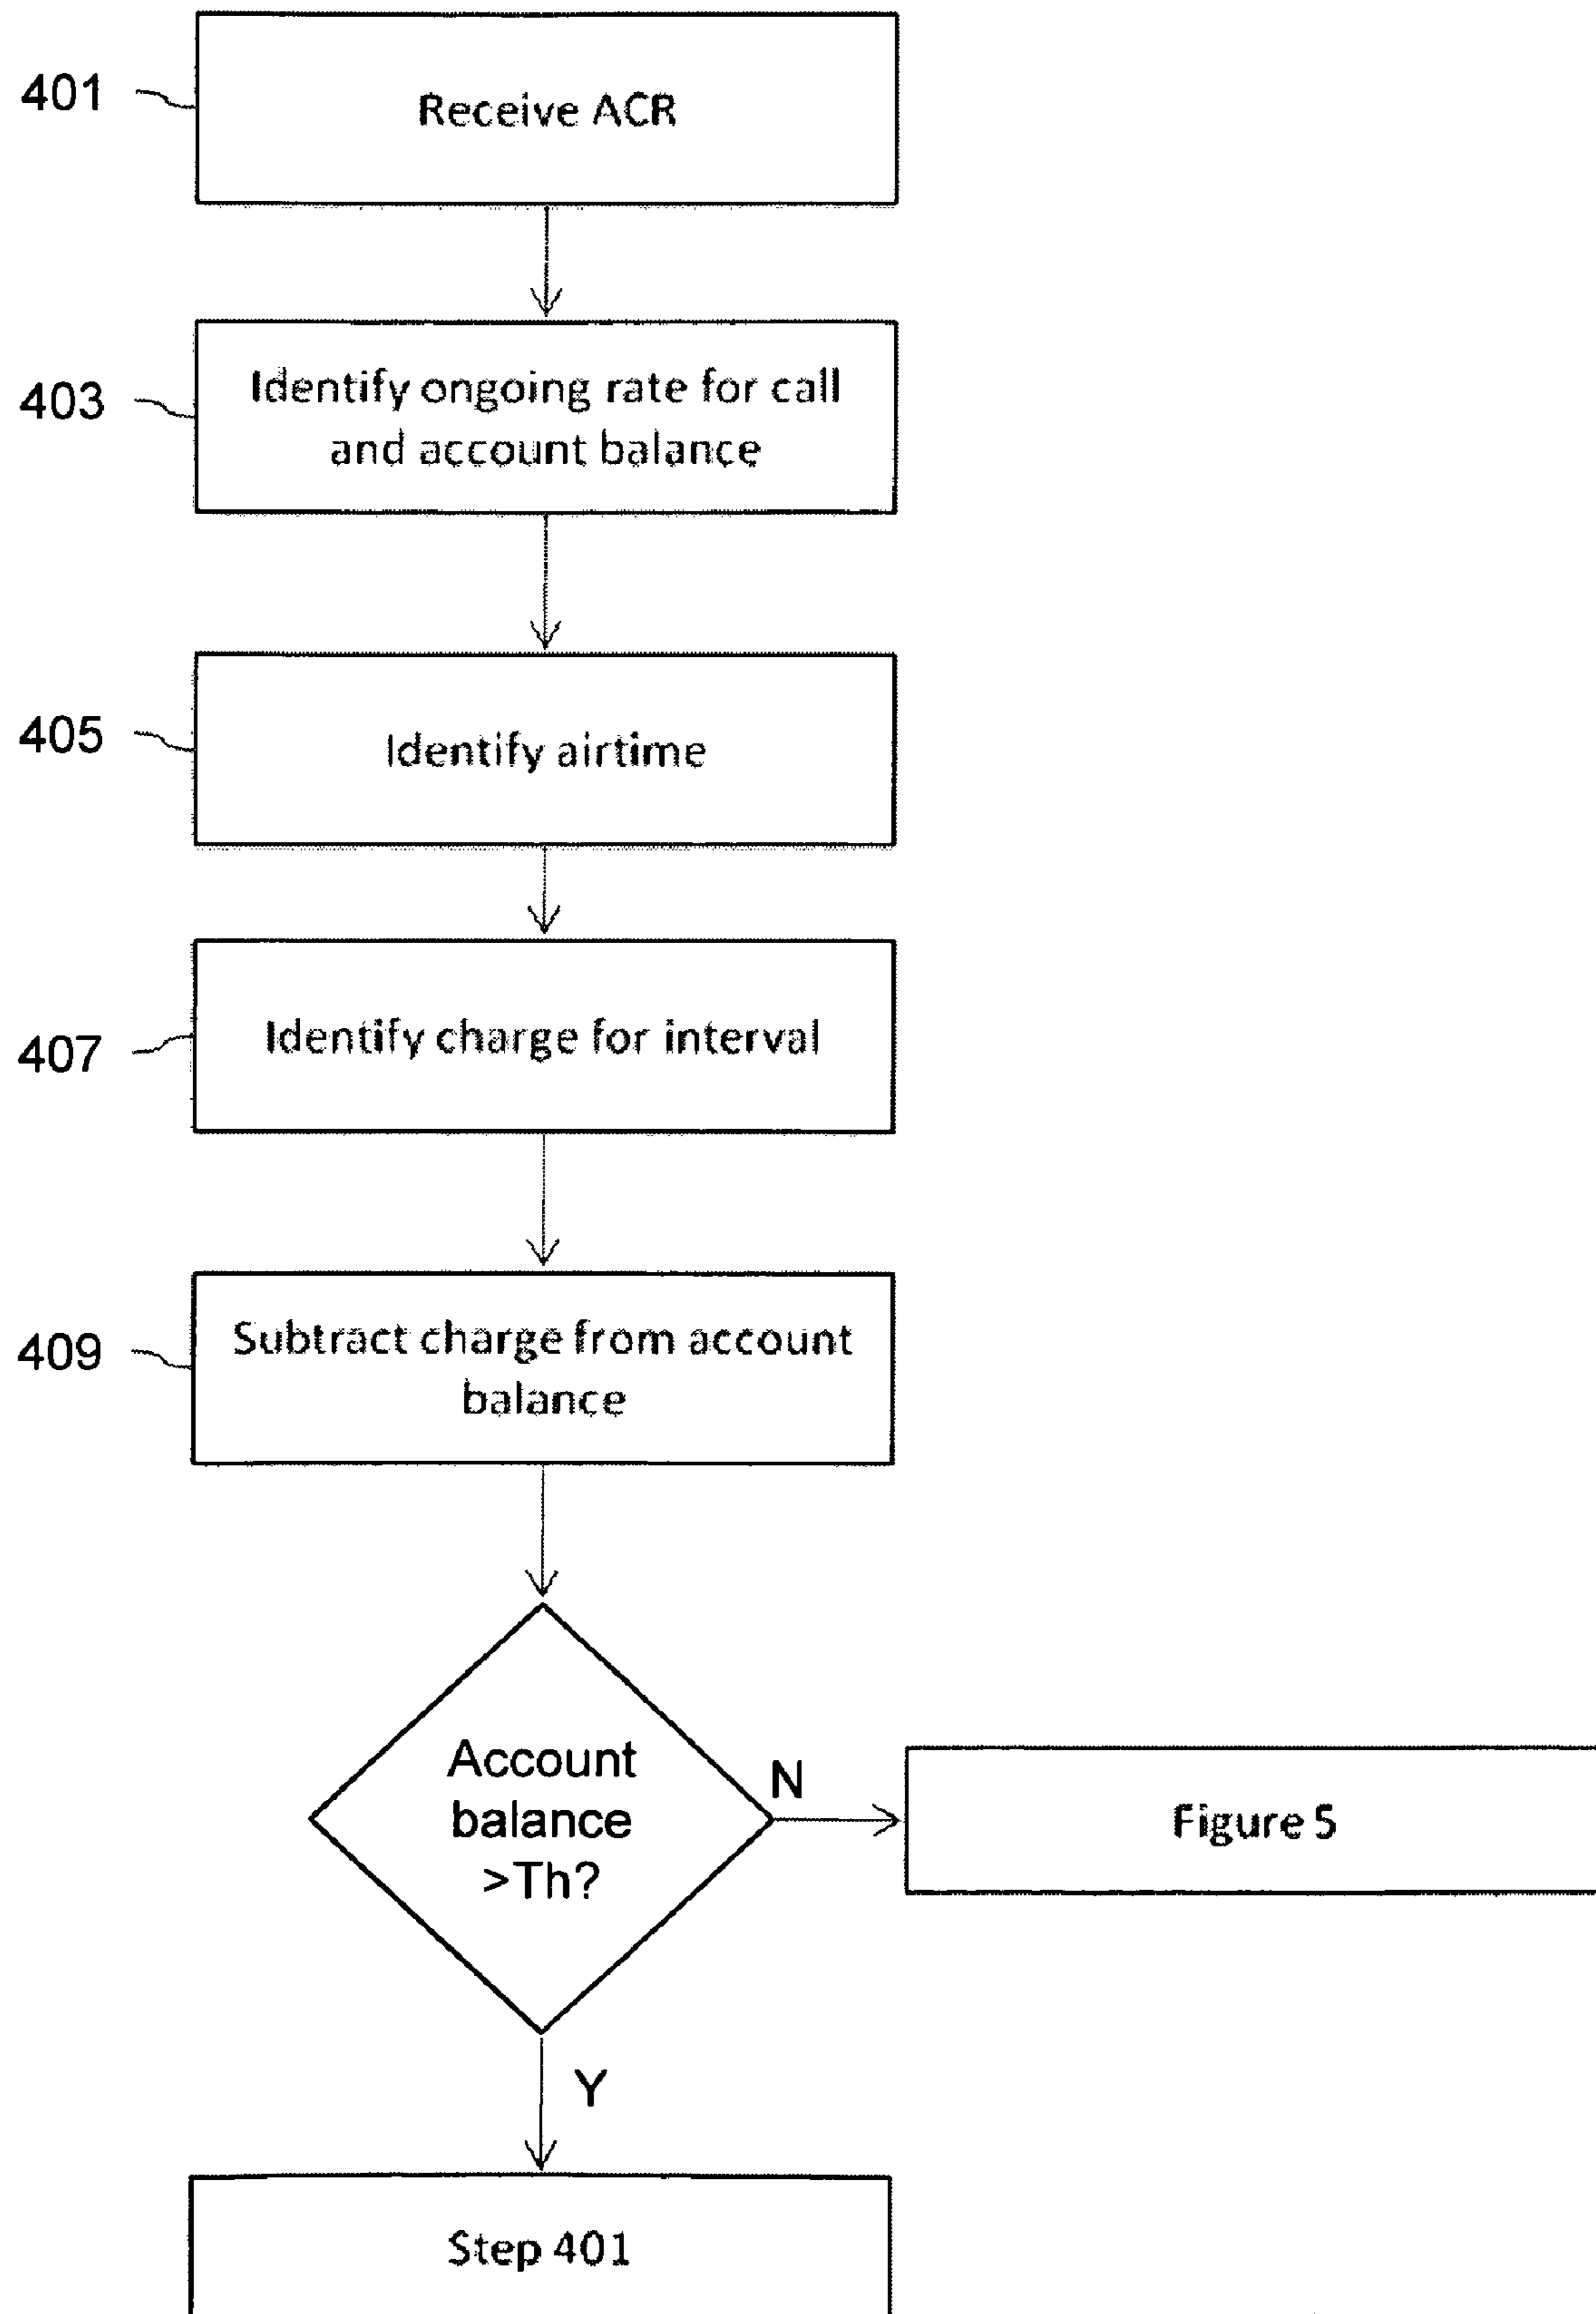 401
Receive ACR
403
Identify ongoing rate for call
and account balance
405
Identify airtime
407
Identify charge for interval
409
Subtract charge from account
balance
Account
balance
>Th?
N
Figure 5
Y
Step 401